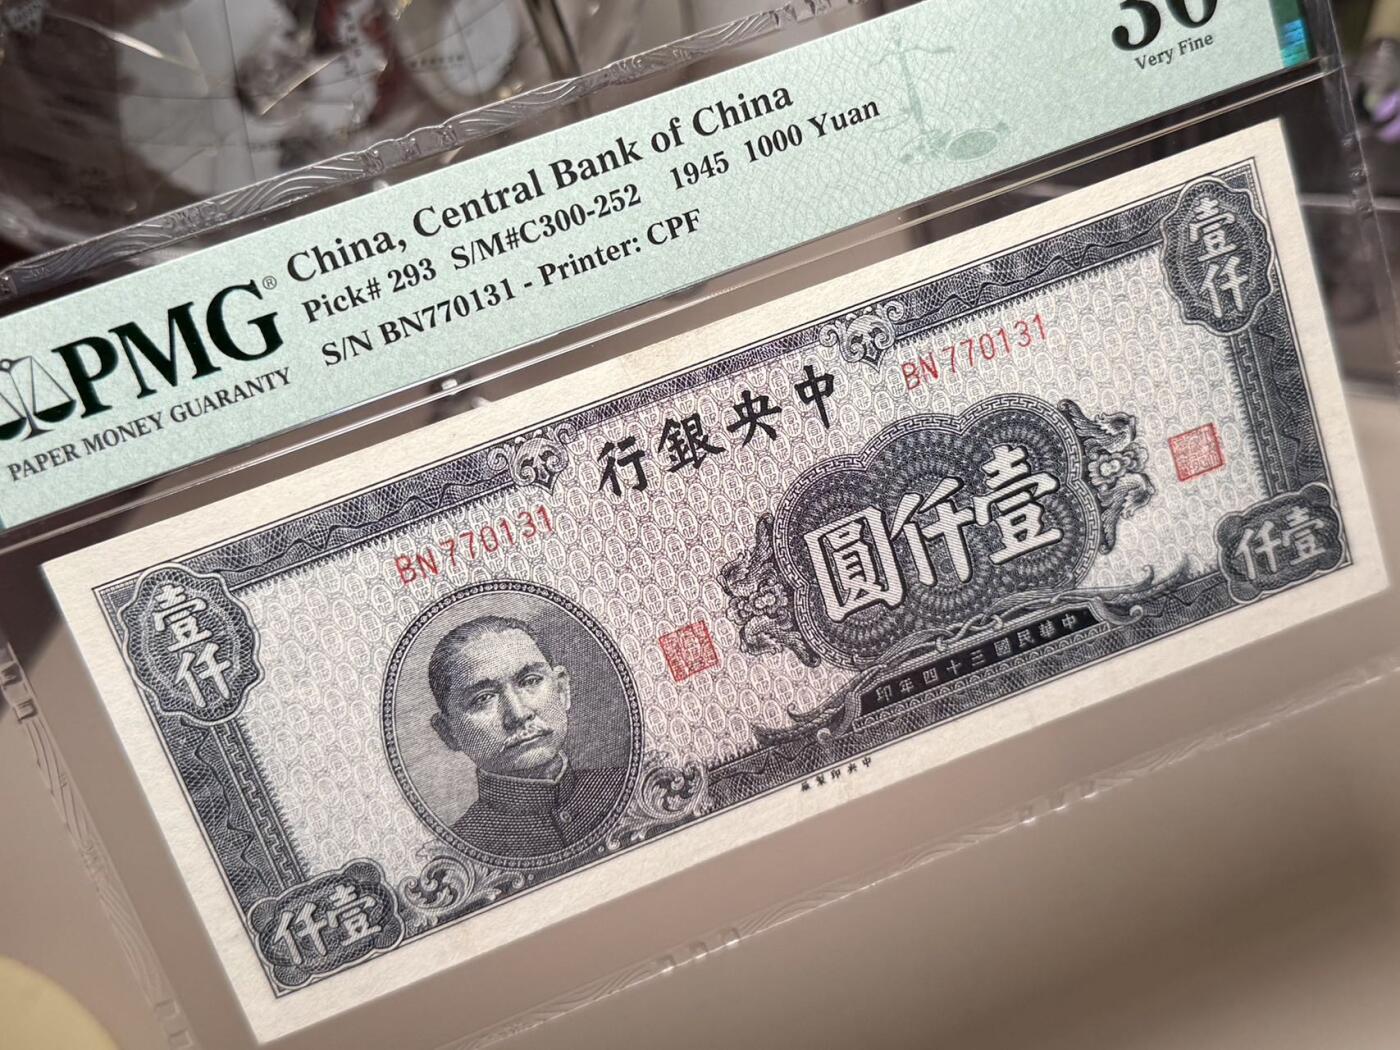 30
Very Fine
China, Central Bank of China
Pick# 293 S/M#C300-252 1945 1000 Yuan
S/N BN770131 - Printer: CPF
PMG®
PAPER MONEY GUARANTY
壹仟
壹仟
行銀央中
BN770131
BN770131
圓仟壹
印年四十三國民華中
仟壹
仟壹
廠製印央中